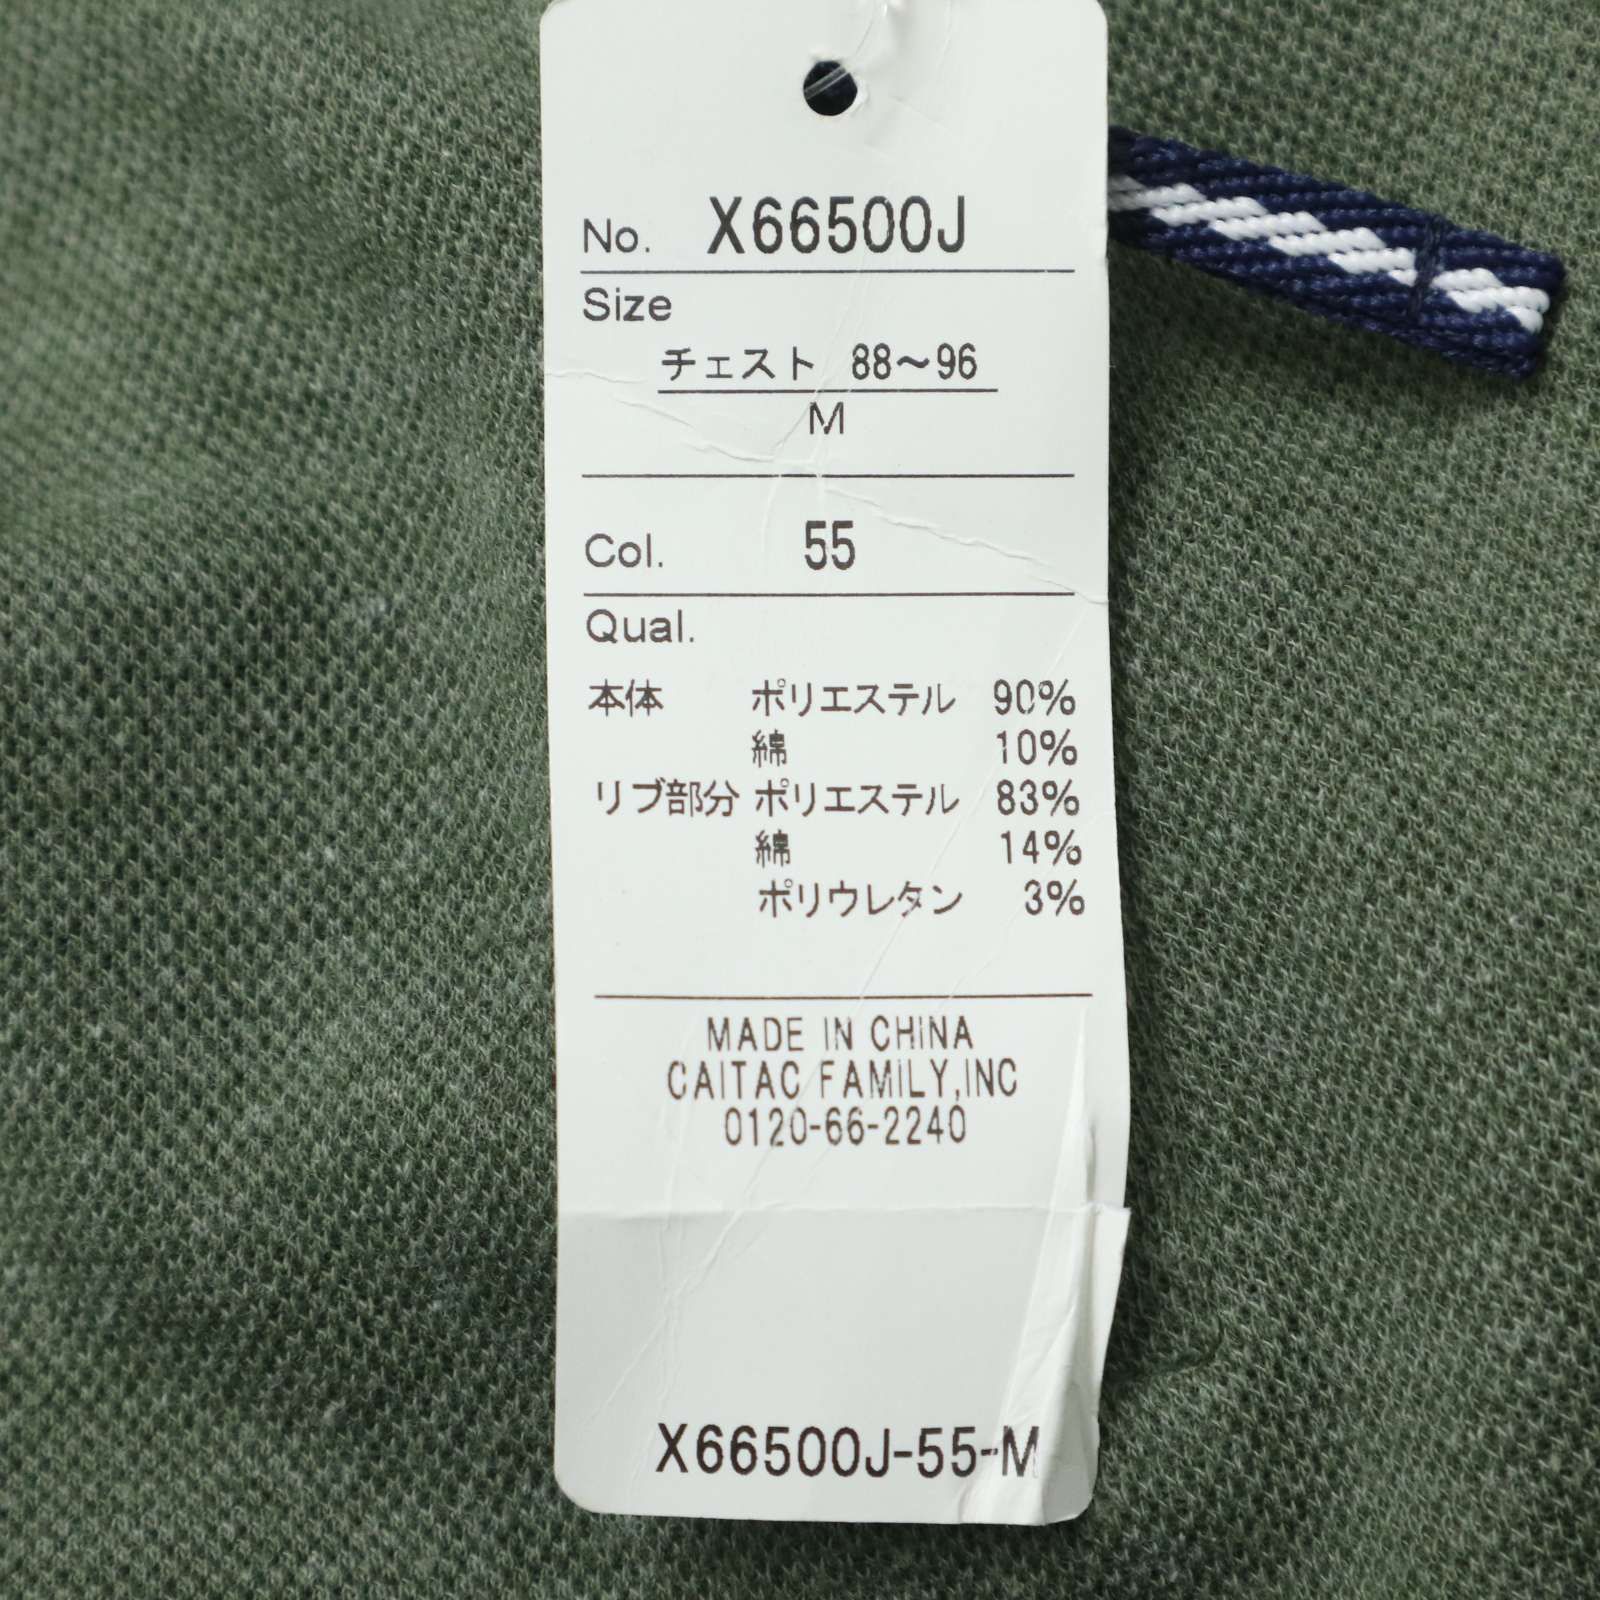 No. X66500J
Size
チェスト 88～96
M
Col. 55
Qual.
本体 ポリエステル 90%
綿 10%
リブ部分 ポリエステル 83%
綿 14%
ポリウレタン 3%
MADE IN CHINA
CAITAC FAMILY,INC
0120-66-2240
X66500J-55-M